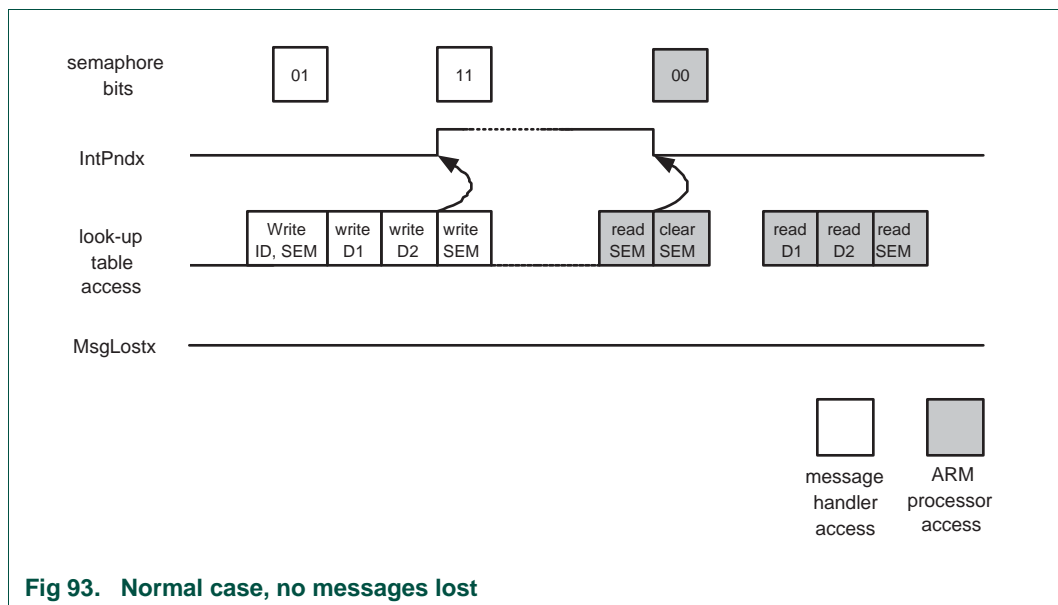 semaphore
bits
01
11
00
IntPndx
look-up
table
access
Write
ID, SEM
write
D1
write
D2
write
SEM
read
SEM
clear
SEM
read
D1
read
D2
read
SEM
MsgLostx
message
handler
access
ARM
processor
access
Fig 93. Normal case, no messages lost